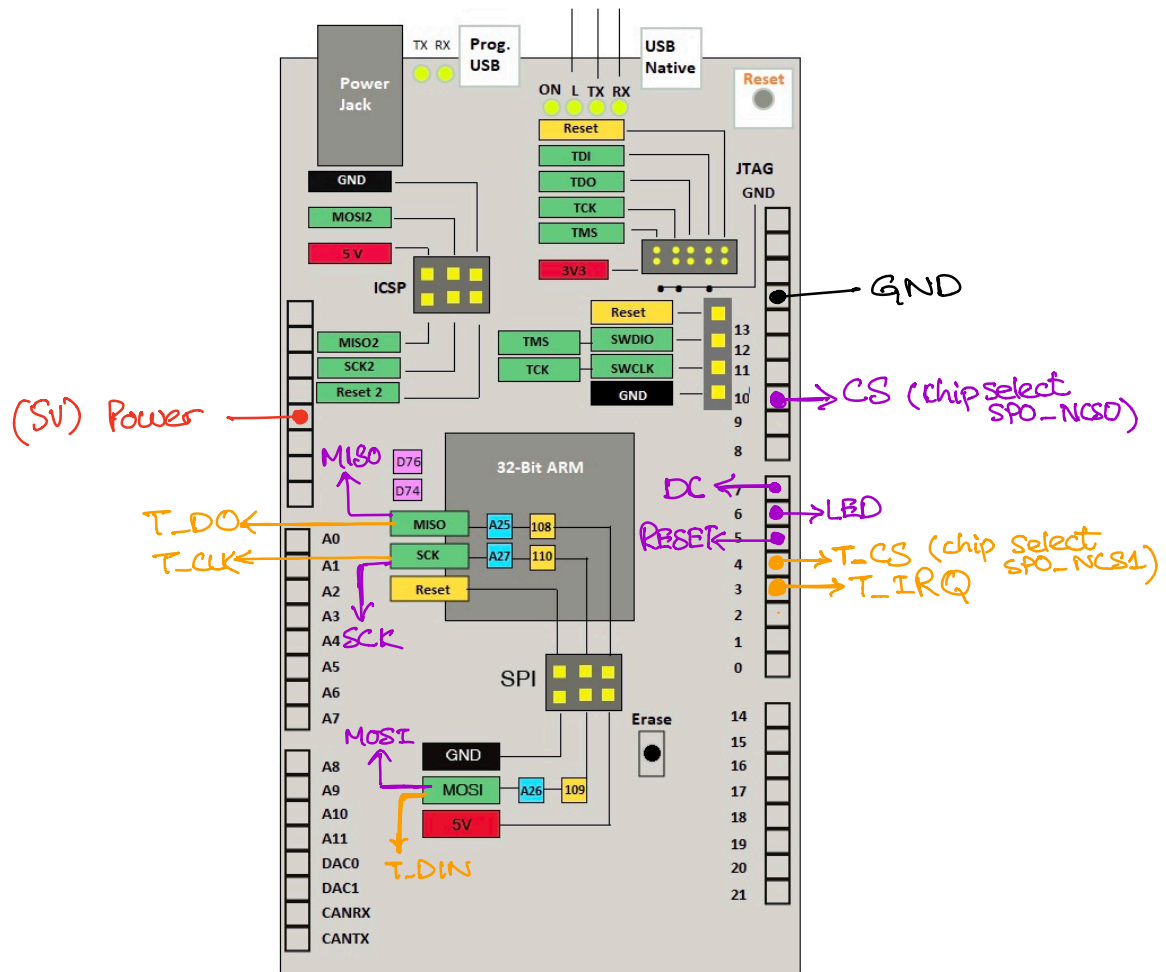 TX RX
Prog.
USB
USB
Native
Reset
Power
Jack
ON L TX RX
Reset
TDI
TDO
TCK
TMS
3V3
JTAG
GND
GND
MOSI2
5 V
ICSP
MISO2
SCK2
Reset 2
Reset
TMS SWDIO
TCK SWCLK
GND
GND
13
12
11
10
9
8
CS (chip select
SPO_NCS0)
(5V) Power
MISO
D76
D74
32-Bit ARM
T_DO
MISO A25 108
T_CLK
SCK A27 110
Reset
SCK
DC
7
6
LED
RESET
5
4
T_CS (chip select
SPO_NCS1)
3
T_IRQ
2
1
0
A0
A1
A2
A3
A4
A5
A6
A7
SPI
Erase
MOSI
GND
MOSI A26 109
5V
T_DIN
A8
A9
A10
A11
DAC0
DAC1
CANRX
CANTX
14
15
16
17
18
19
20
21